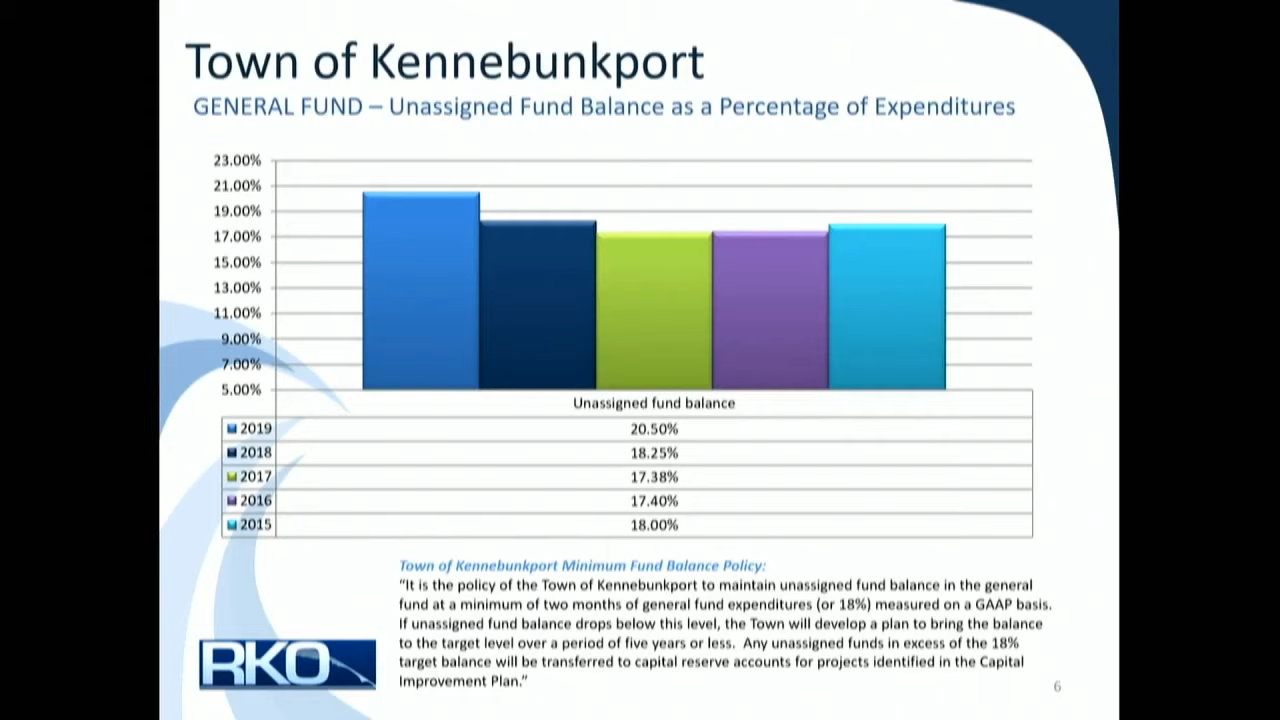 Town of Kennebunkport
GENERAL FUND – Unassigned Fund Balance as a Percentage of Expenditures
23.00%
21.00%
19.00%
17.00%
15.00%
13.00%
11.00%
9.00%
7.00%
5.00%
Unassigned fund balance
2019 20.50%
2018 18.25%
2017 17.38%
2016 17.40%
2015 18.00%
Town of Kennebunkport Minimum Fund Balance Policy:
"It is the policy of the Town of Kennebunkport to maintain unassigned fund balance in the general
fund at a minimum of two months of general fund expenditures (or 18%) measured on a GAAP basis.
If unassigned fund balance drops below this level, the Town will develop a plan to bring the balance
to the target level over a period of five years or less. Any unassigned funds in excess of the 18%
target balance will be transferred to capital reserve accounts for projects identified in the Capital
Improvement Plan."
RKO
6